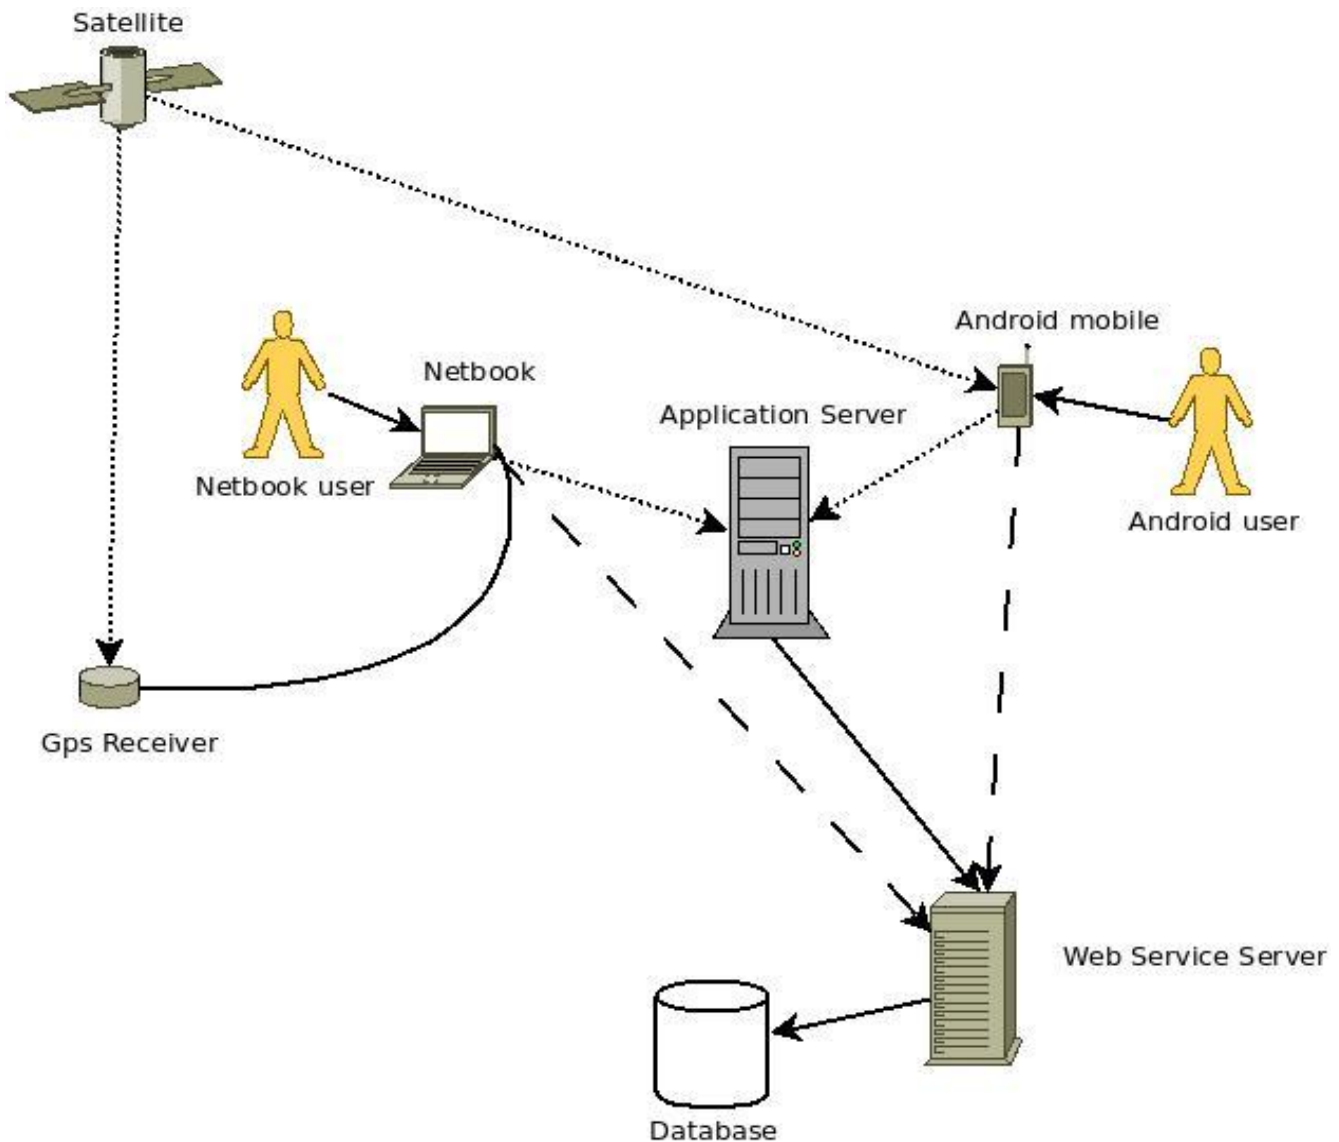 Satellite
Android mobile
Netbook
Application Server
Netbook user
Android user
Gps Receiver
Web Service Server
Database